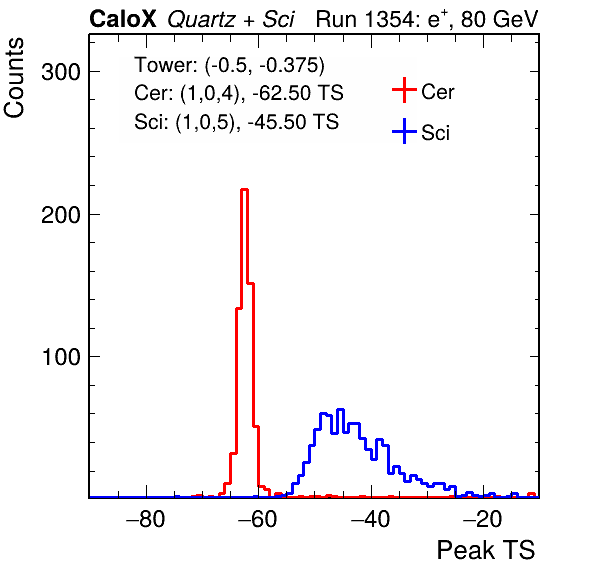 CaloX Quartz + Sci Run 1354: e⁺, 80 GeV
Counts
Tower: (-0.5, -0.375)
Cer: (1,0,4), -62.50 TS
Sci: (1,0,5), -45.50 TS
Cer
Sci
300
200
100
−80 −60 −40 −20
Peak TS